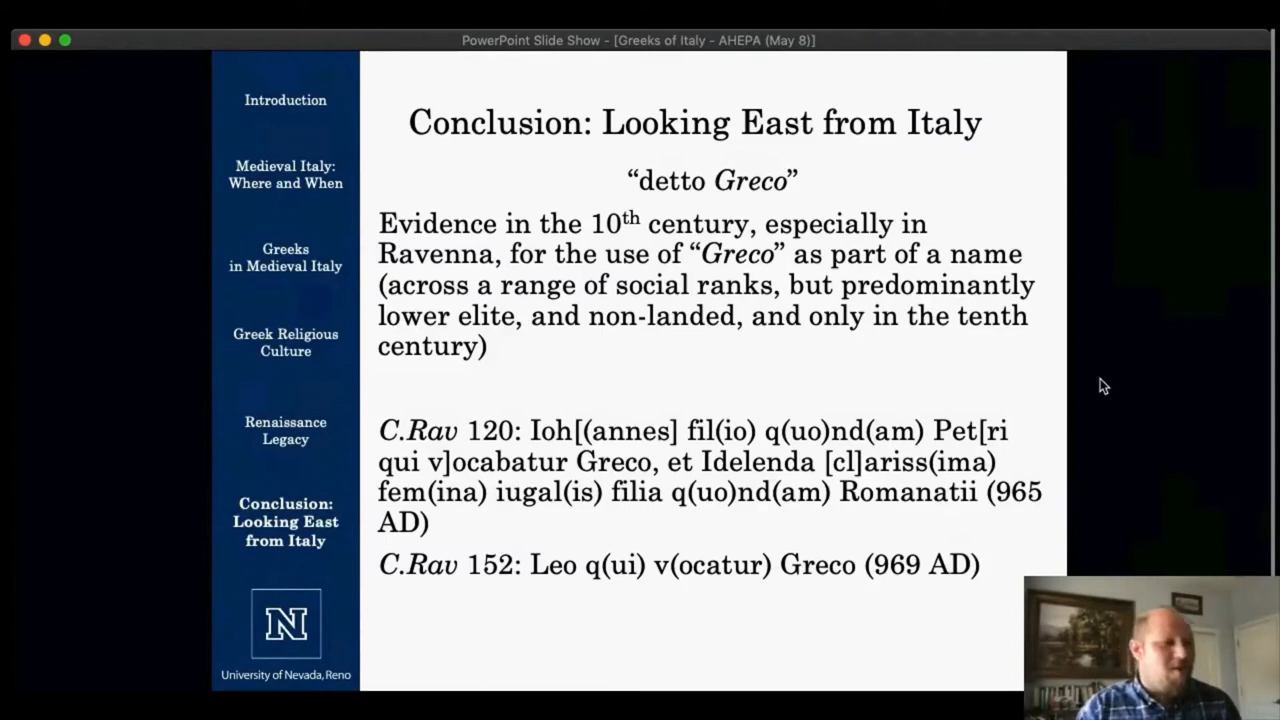 PowerPoint Slide Show - [Greeks of Italy - AHEPA (May 8)]
Introduction
Medieval Italy:
Where and When
Greeks
in Medieval Italy
Greek Religious
Culture
Renaissance
Legacy
Conclusion:
Looking East
from Italy
N
University of Nevada, Reno
Conclusion: Looking East from Italy
“detto Greco”
Evidence in the 10th century, especially in
Ravenna, for the use of “Greco” as part of a name
(across a range of social ranks, but predominantly
lower elite, and non-landed, and only in the tenth
century)
C.Rav 120: Ioh[(annes] fil(io) q(uo)nd(am) Pet[ri
qui v]ocabatur Greco, et Idelenda [cl]ariss(ima)
fem(ina) iugal(is) filia q(uo)nd(am) Romanatii (965
AD)
C.Rav 152: Leo q(ui) v(ocatur) Greco (969 AD)